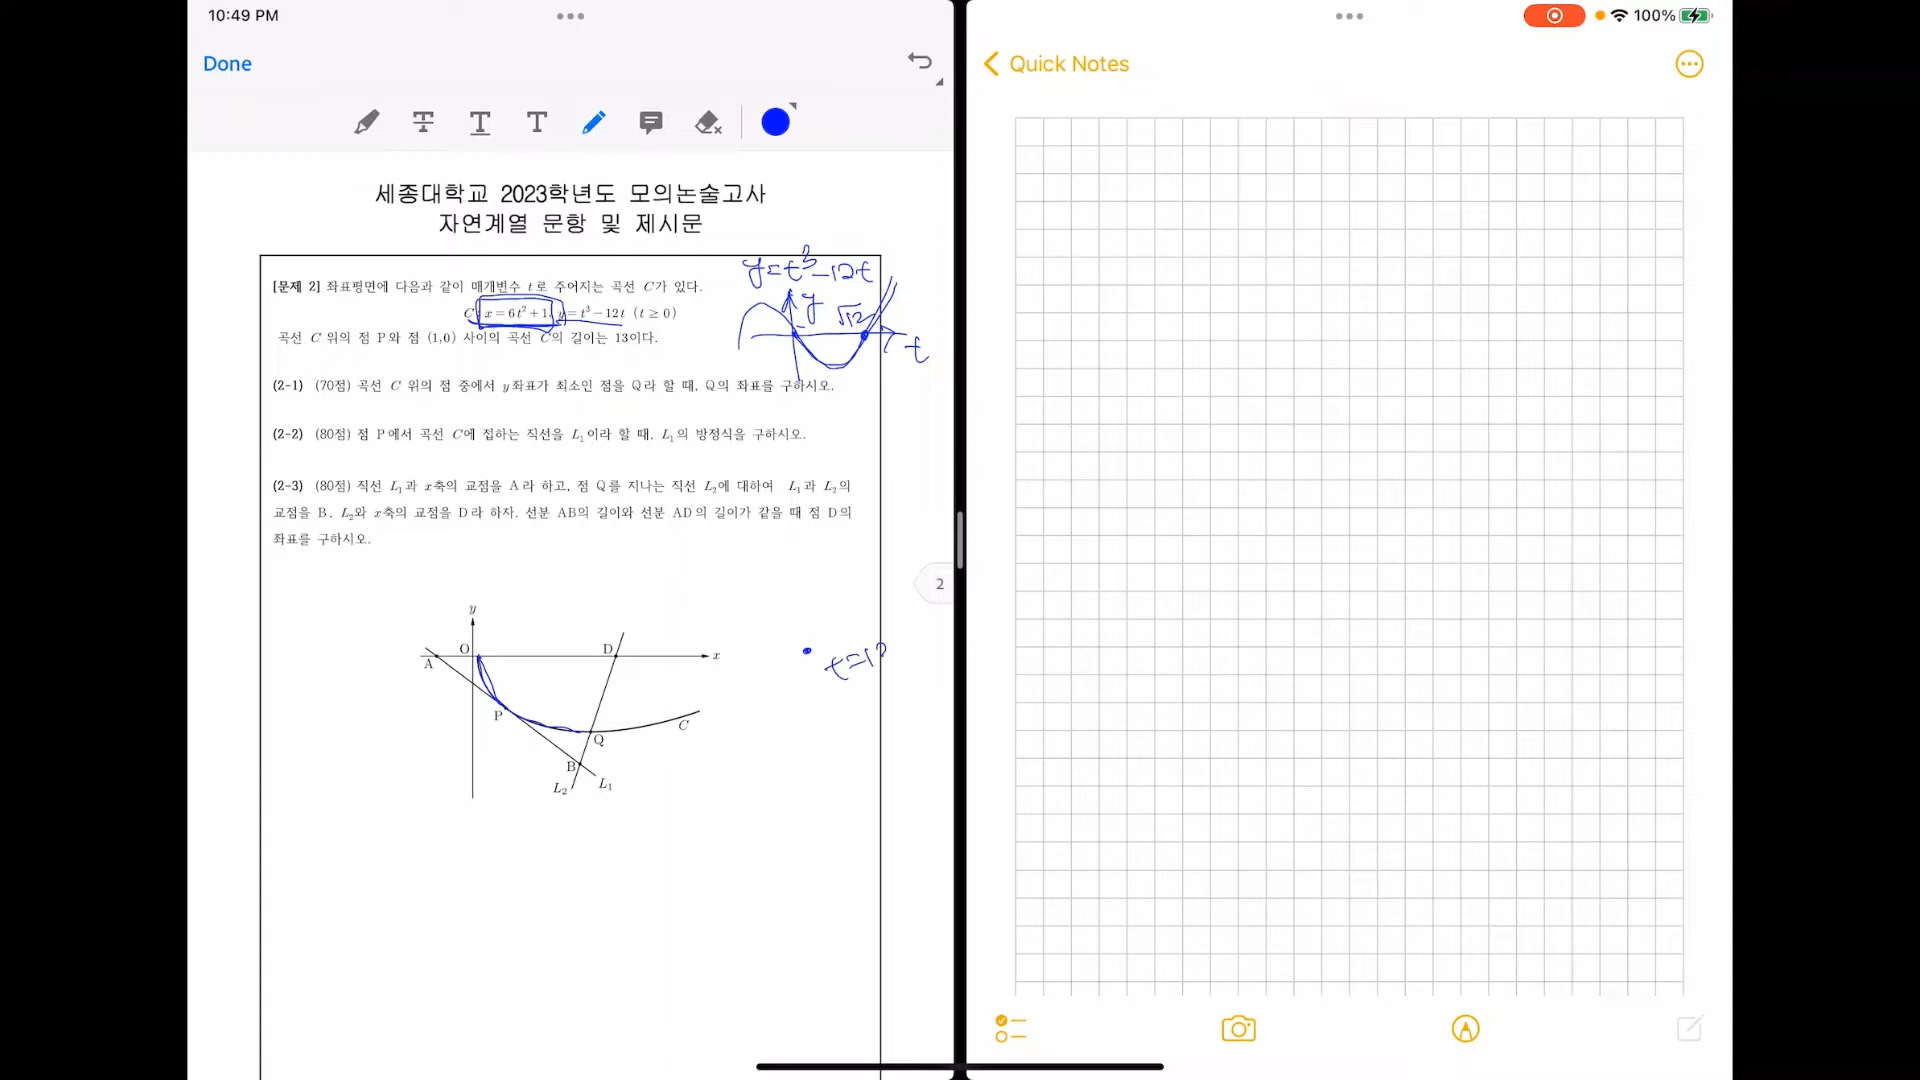 10:49 PM
100%
Done
Quick Notes
세종대학교 2023학년도 모의논술고사
자연계열 문항 및 제시문
y=t³-12t
[문제 2] 좌표평면에 다음과 같이 매개변수 t로 주어지는 곡선 C가 있다.
C: x = 6t² + 1, y = t³ - 12t (t ≥ 0)
곡선 C 위의 점 P와 점 (1,0) 사이의 곡선 C의 길이는 13이다.
y
√12
t
(2-1) (70점) 곡선 C 위의 점 중에서 y좌표가 최소인 점을 Q라 할 때, Q의 좌표를 구하시오.
(2-2) (80점) 점 P에서 곡선 C에 접하는 직선을 L₁이라 할 때, L₁의 방정식을 구하시오.
(2-3) (80점) 직선 L₁과 x축의 교점을 A라 하고, 점 Q를 지나는 직선 L₂에 대하여 L₁과 L₂의
교점을 B, L₂와 x축의 교점을 D라 하자. 선분 AB의 길이와 선분 AD의 길이가 같을 때 점 D의
좌표를 구하시오.
2
y
O
D
x
A
P
C
Q
B
L₂
L₁